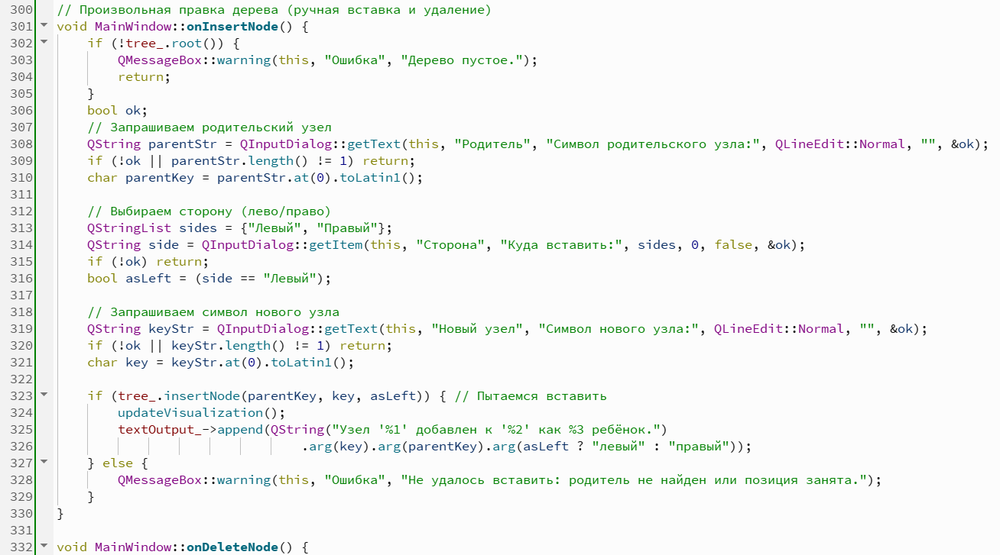 300 // Произвольная правка дерева (ручная вставка и удаление)
301 void MainWindow::onInsertNode() {
302     if (!tree_.root()) {
303         QMessageBox::warning(this, "Ошибка", "Дерево пустое.");
304         return;
305     }
306     bool ok;
307     // Запрашиваем родительский узел
308     QString parentStr = QInputDialog::getText(this, "Родитель", "Символ родительского узла:", QLineEdit::Normal, "", &ok);
309     if (!ok || parentStr.length() != 1) return;
310     char parentKey = parentStr.at(0).toLatin1();
311
312     // Выбираем сторону (лево/право)
313     QStringList sides = {"Левый", "Правый"};
314     QString side = QInputDialog::getItem(this, "Сторона", "Куда вставить:", sides, 0, false, &ok);
315     if (!ok) return;
316     bool asLeft = (side == "Левый");
317
318     // Запрашиваем символ нового узла
319     QString keyStr = QInputDialog::getText(this, "Новый узел", "Символ нового узла:", QLineEdit::Normal, "", &ok);
320     if (!ok || keyStr.length() != 1) return;
321     char key = keyStr.at(0).toLatin1();
322
323     if (tree_.insertNode(parentKey, key, asLeft)) { // Пытаемся вставить
324         updateVisualization();
325         textOutput_->append(QString("Узел '%1' добавлен к '%2' как %3 ребёнок.")
326                                 .arg(key).arg(parentKey).arg(asLeft ? "левый" : "правый"));
327     } else {
328         QMessageBox::warning(this, "Ошибка", "Не удалось вставить: родитель не найден или позиция занята.");
329     }
330 }
331
332 void MainWindow::onDeleteNode() {